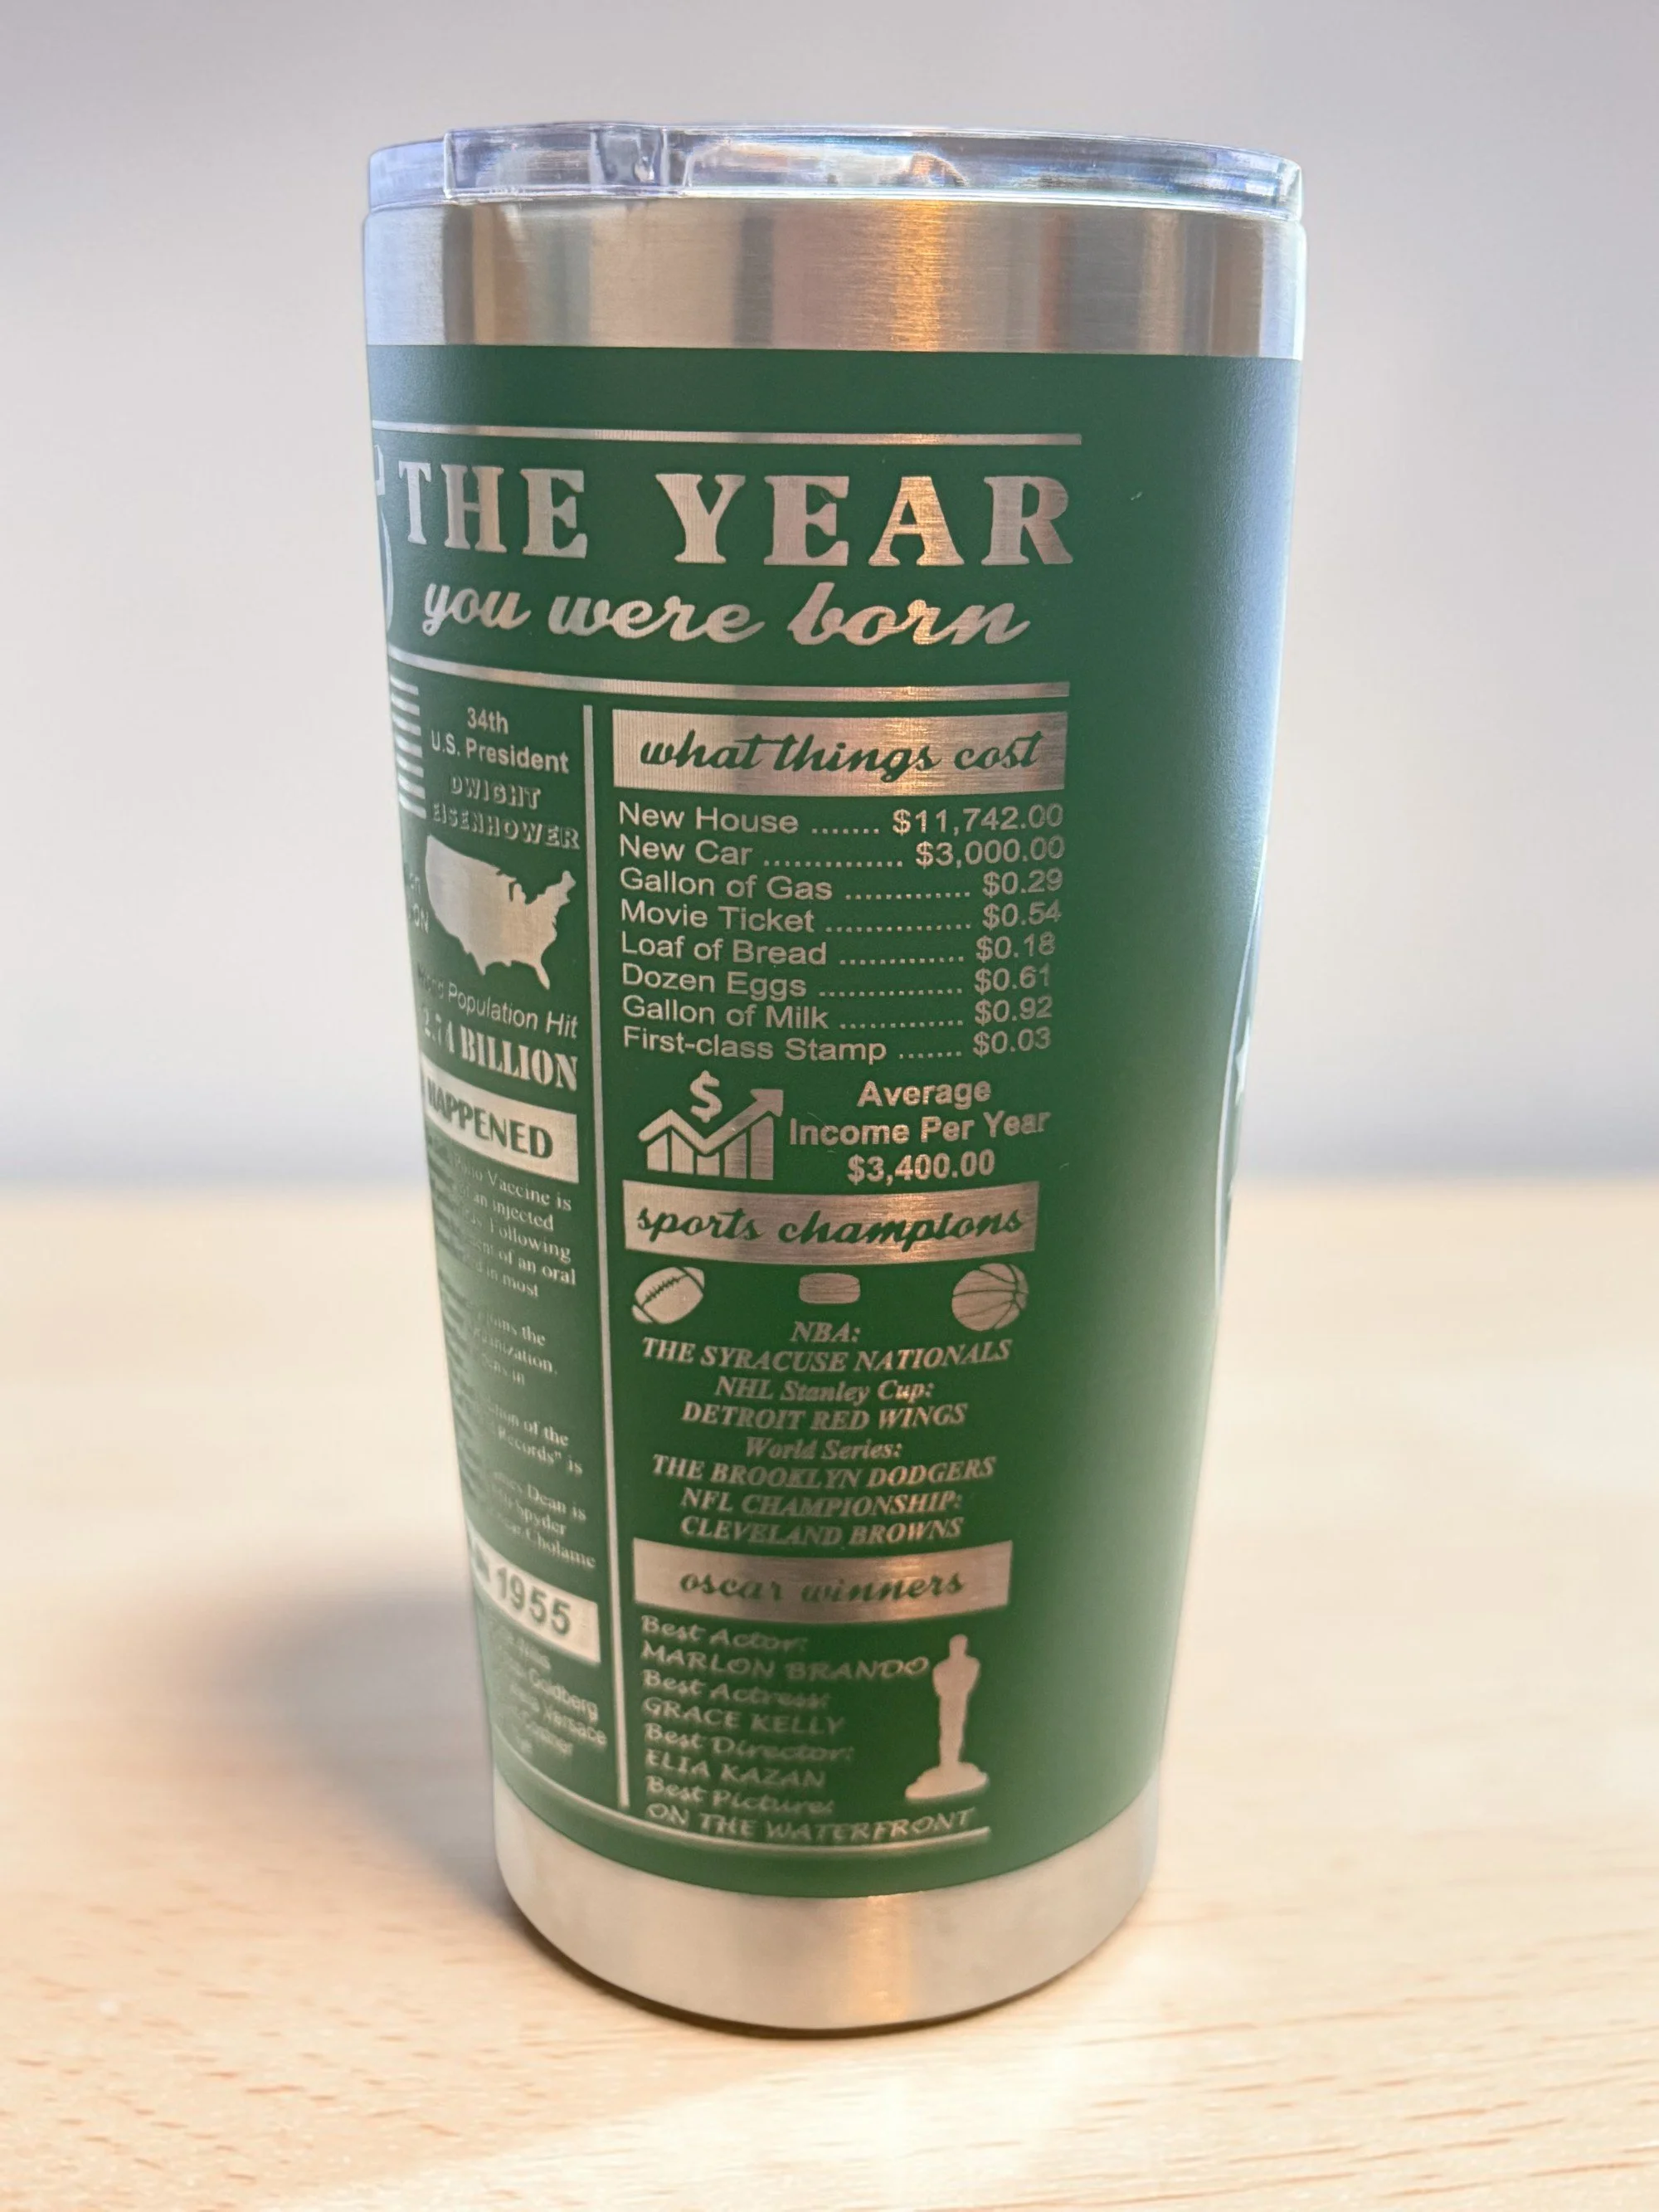 THE YEAR
you were born
34th
U.S. President
DWIGHT
EISENHOWER
Population Hit
2.74 BILLION
HAPPENED
Vaccine is
an injected
Following
of an oral
in most
the
in
of the
Records" is
Dean is
Spyder
Cholame
1955
Goldberg
Versace
what things cost
New House ....... $11,742.00
New Car .............. $3,000.00
Gallon of Gas ............. $0.29
Movie Ticket ............... $0.54
Loaf of Bread ............. $0.18
Dozen Eggs ............... $0.61
Gallon of Milk ............. $0.92
First-class Stamp ....... $0.03
$
Average
Income Per Year
$3,400.00
sports champions
NBA:
THE SYRACUSE NATIONALS
NHL Stanley Cup:
DETROIT RED WINGS
World Series:
THE BROOKLYN DODGERS
NFL CHAMPIONSHIP:
CLEVELAND BROWNS
oscar winners
Best Actor:
MARLON BRANDO
Best Actress:
GRACE KELLY
Best Director:
ELIA KAZAN
Best Picture:
ON THE WATERFRONT